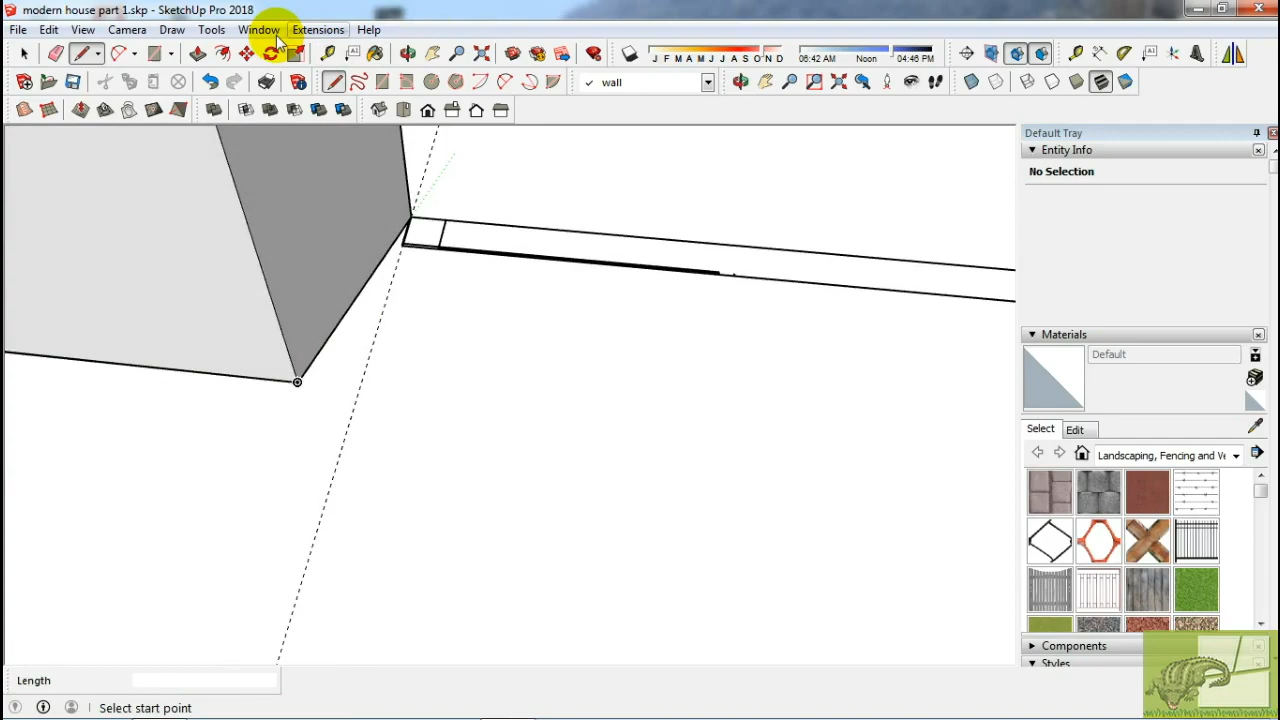 modern house part 1.skp - SketchUp Pro 2018
File Edit View Camera Draw Tools Window Extensions Help
J F M A M J J A S O N D
06:42 AM Noon 04:46 PM
wall
Default Tray
Entity Info
No Selection
Materials
Default
Select Edit
Landscaping, Fencing and Ve
Components
Styles
Length
Select start point